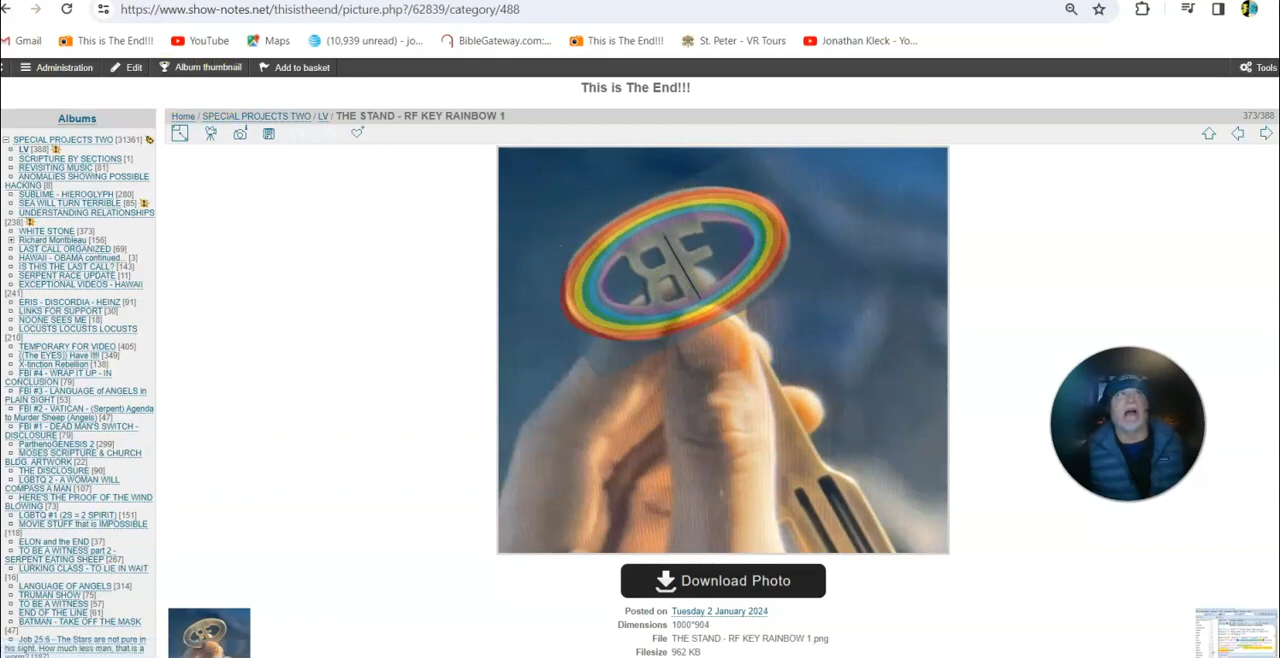 https://www.show-notes.net/thisistheend/picture.php?/62839/category/488
Gmail
This is The End!!!
YouTube
Maps
(10,939 unread) - jo...
BibleGateway.com:...
This is The End!!!
St. Peter - VR Tours
Jonathan Kleck - Yo...
Administration
Edit
Album thumbnail
Add to basket
Tools
This is The End!!!
Albums
Home / SPECIAL PROJECTS TWO / LV / THE STAND - RF KEY RAINBOW 1
373/388
SPECIAL PROJECTS TWO [31361]
LV [388]
SCRIPTURE BY SECTIONS [1]
REVISITING MUSIC [81]
ANOMALIES SHOWING POSSIBLE
HACKING [8]
SUBLIME - HIEROGLYPH [280]
SEA WILL TURN TERRIBLE [85]
UNDERSTANDING RELATIONSHIPS
[238]
WHITE STONE [373]
Richard Montbleau [156]
LAST CALL ORGANIZED [69]
HAWAII - OBAMA continued... [3]
IS THIS THE LAST CALL? [143]
SERPENT RACE UPDATE [11]
EXCEPTIONAL VIDEOS - HAWAII
[241]
ERIS - DISCORDIA - HEINZ [91]
LINKS FOR SUPPORT [30]
NOONE SEES ME [18]
LOCUSTS LOCUSTS LOCUSTS
[210]
TEMPORARY FOR VIDEO [405]
((The EYES)) Have !!!! [349]
X-tinction Rebellion [138]
FBI #4 - WRAP IT UP - IN
CONCLUSION [79]
FBI #3 - LANGUAGE of ANGELS in
PLAIN SIGHT [53]
FBI #2 - VATICAN - (Serpent) Agenda
to Murder Sheep (Angels) [47]
FBI #1 - DEAD MAN'S SWITCH -
DISCLOSURE [79]
ParthenoGENESIS 2 [299]
MOSES SCRIPTURE & CHURCH
BLDG. ARTWORK [22]
THE DISCLOSURE [90]
LGBTQ 2 - A WOMAN WILL
COMPASS A MAN [107]
HERE'S THE PROOF OF THE WIND
BLOWING [73]
LGBTQ #1 (2S = 2 SPIRIT) [151]
MOVIE STUFF that is IMPOSSIBLE
[118]
ELON and the END [37]
TO BE A WITNESS part 2 -
SERPENT EATING SHEEP [267]
LURKING CLASS - TO LIE IN WAIT
[16]
LANGUAGE OF ANGELS [314]
TRUMAN SHOW [75]
TO BE A WITNESS [57]
END OF THE LINE [61]
BATMAN - TAKE OFF THE MASK
[47]
Job 25:6 - The Stars are not pure in
his sight. How much less man, that is a
Download Photo
Posted on Tuesday 2 January 2024
Dimensions 1000*904
File THE STAND - RF KEY RAINBOW 1.png
Filesize 962 KB